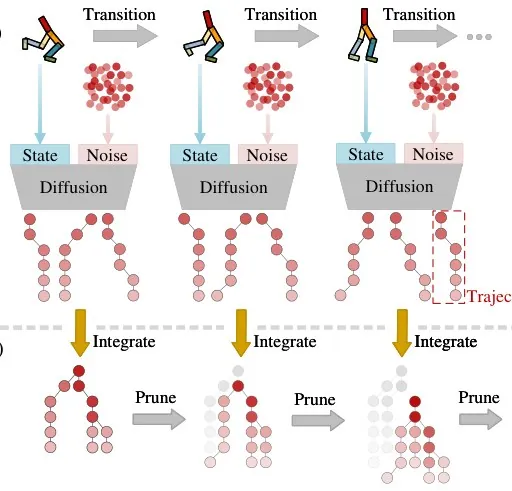 Transition Transition Transition
State Noise State Noise State Noise
Diffusion Diffusion Diffusion
Trajec
)
Integrate Integrate Integrate
Prune Prune Prune